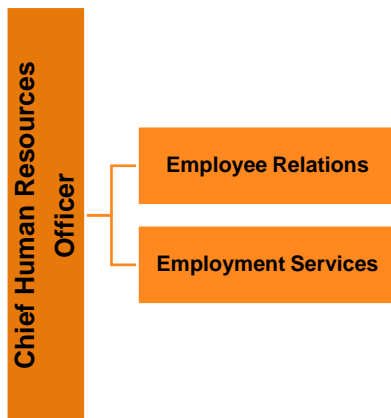 Chief Human Resources
Officer
Employee Relations
Employment Services